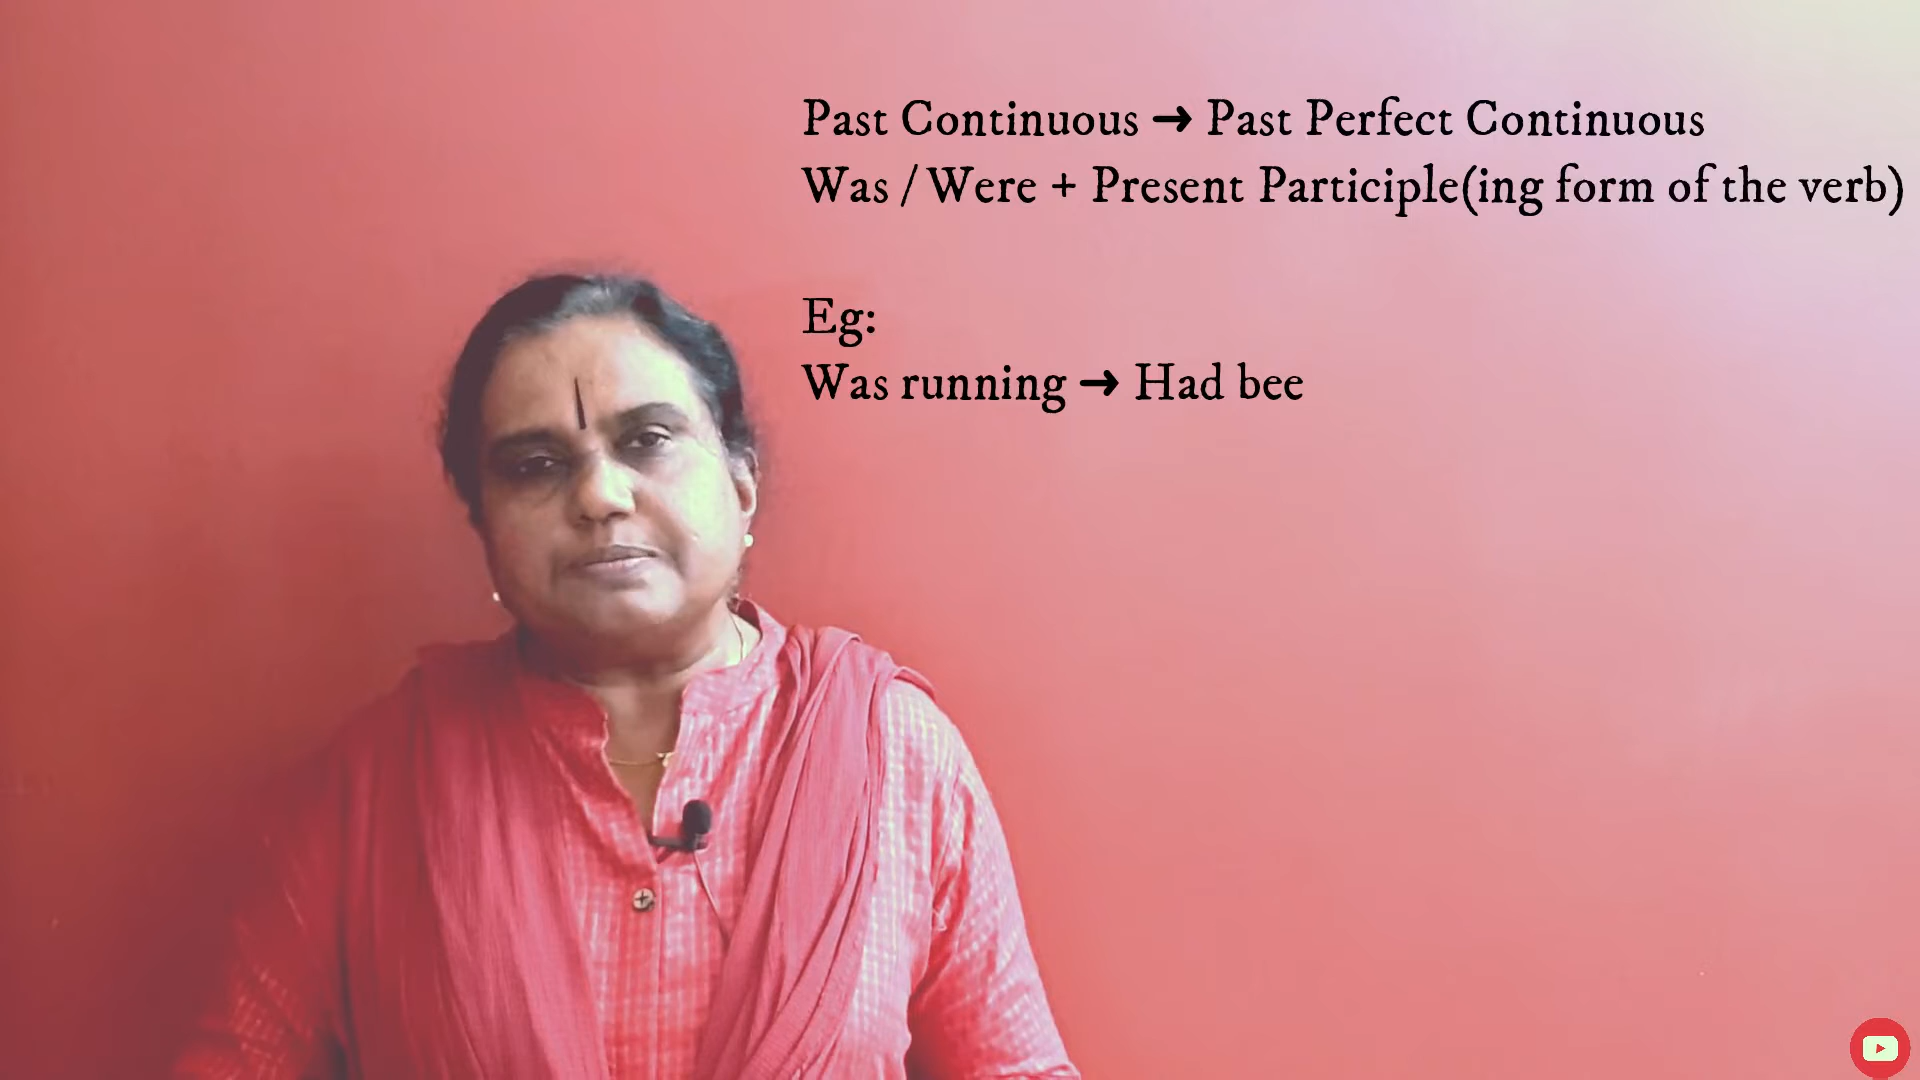 Past Continuous → Past Perfect Continuous
Was / Were + Present Participle(ing form of the verb)
Eg:
Was running → Had bee